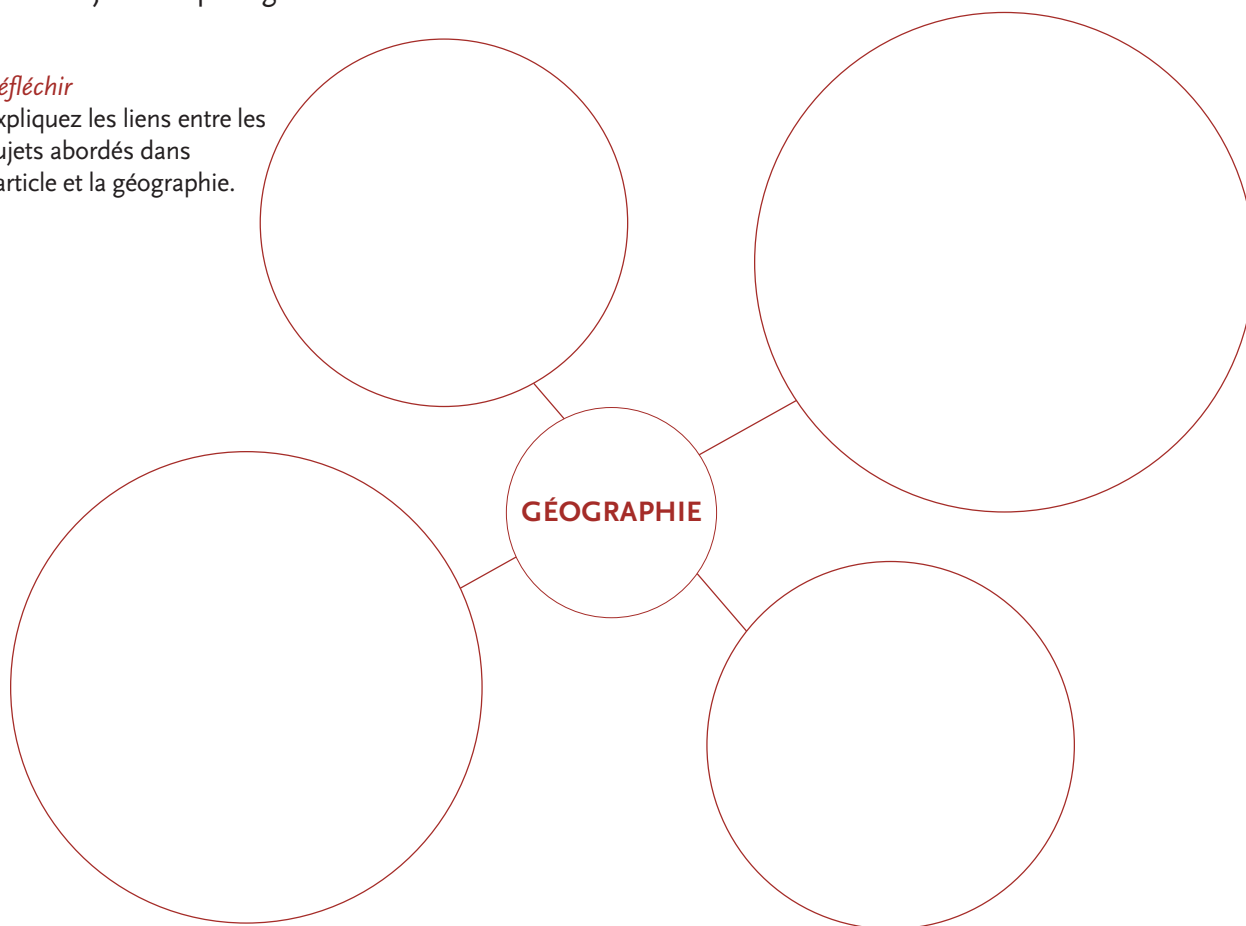 éfléchir
xpliquez les liens entre les
ujets abordés dans
article et la géographie.
GÉOGRAPHIE